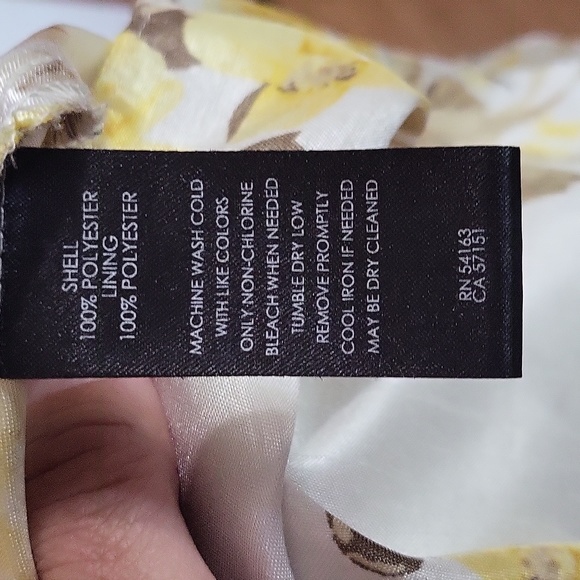 SHELL
100% POLYESTER
LINING
100% POLYESTER
MACHINE WASH COLD
WITH LIKE COLORS
ONLY NON-CHLORINE
BLEACH WHEN NEEDED
TUMBLE DRY LOW
REMOVE PROMPTLY
COOL IRON IF NEEDED
MAY BE DRY CLEANED
RN 54163
CA 57151